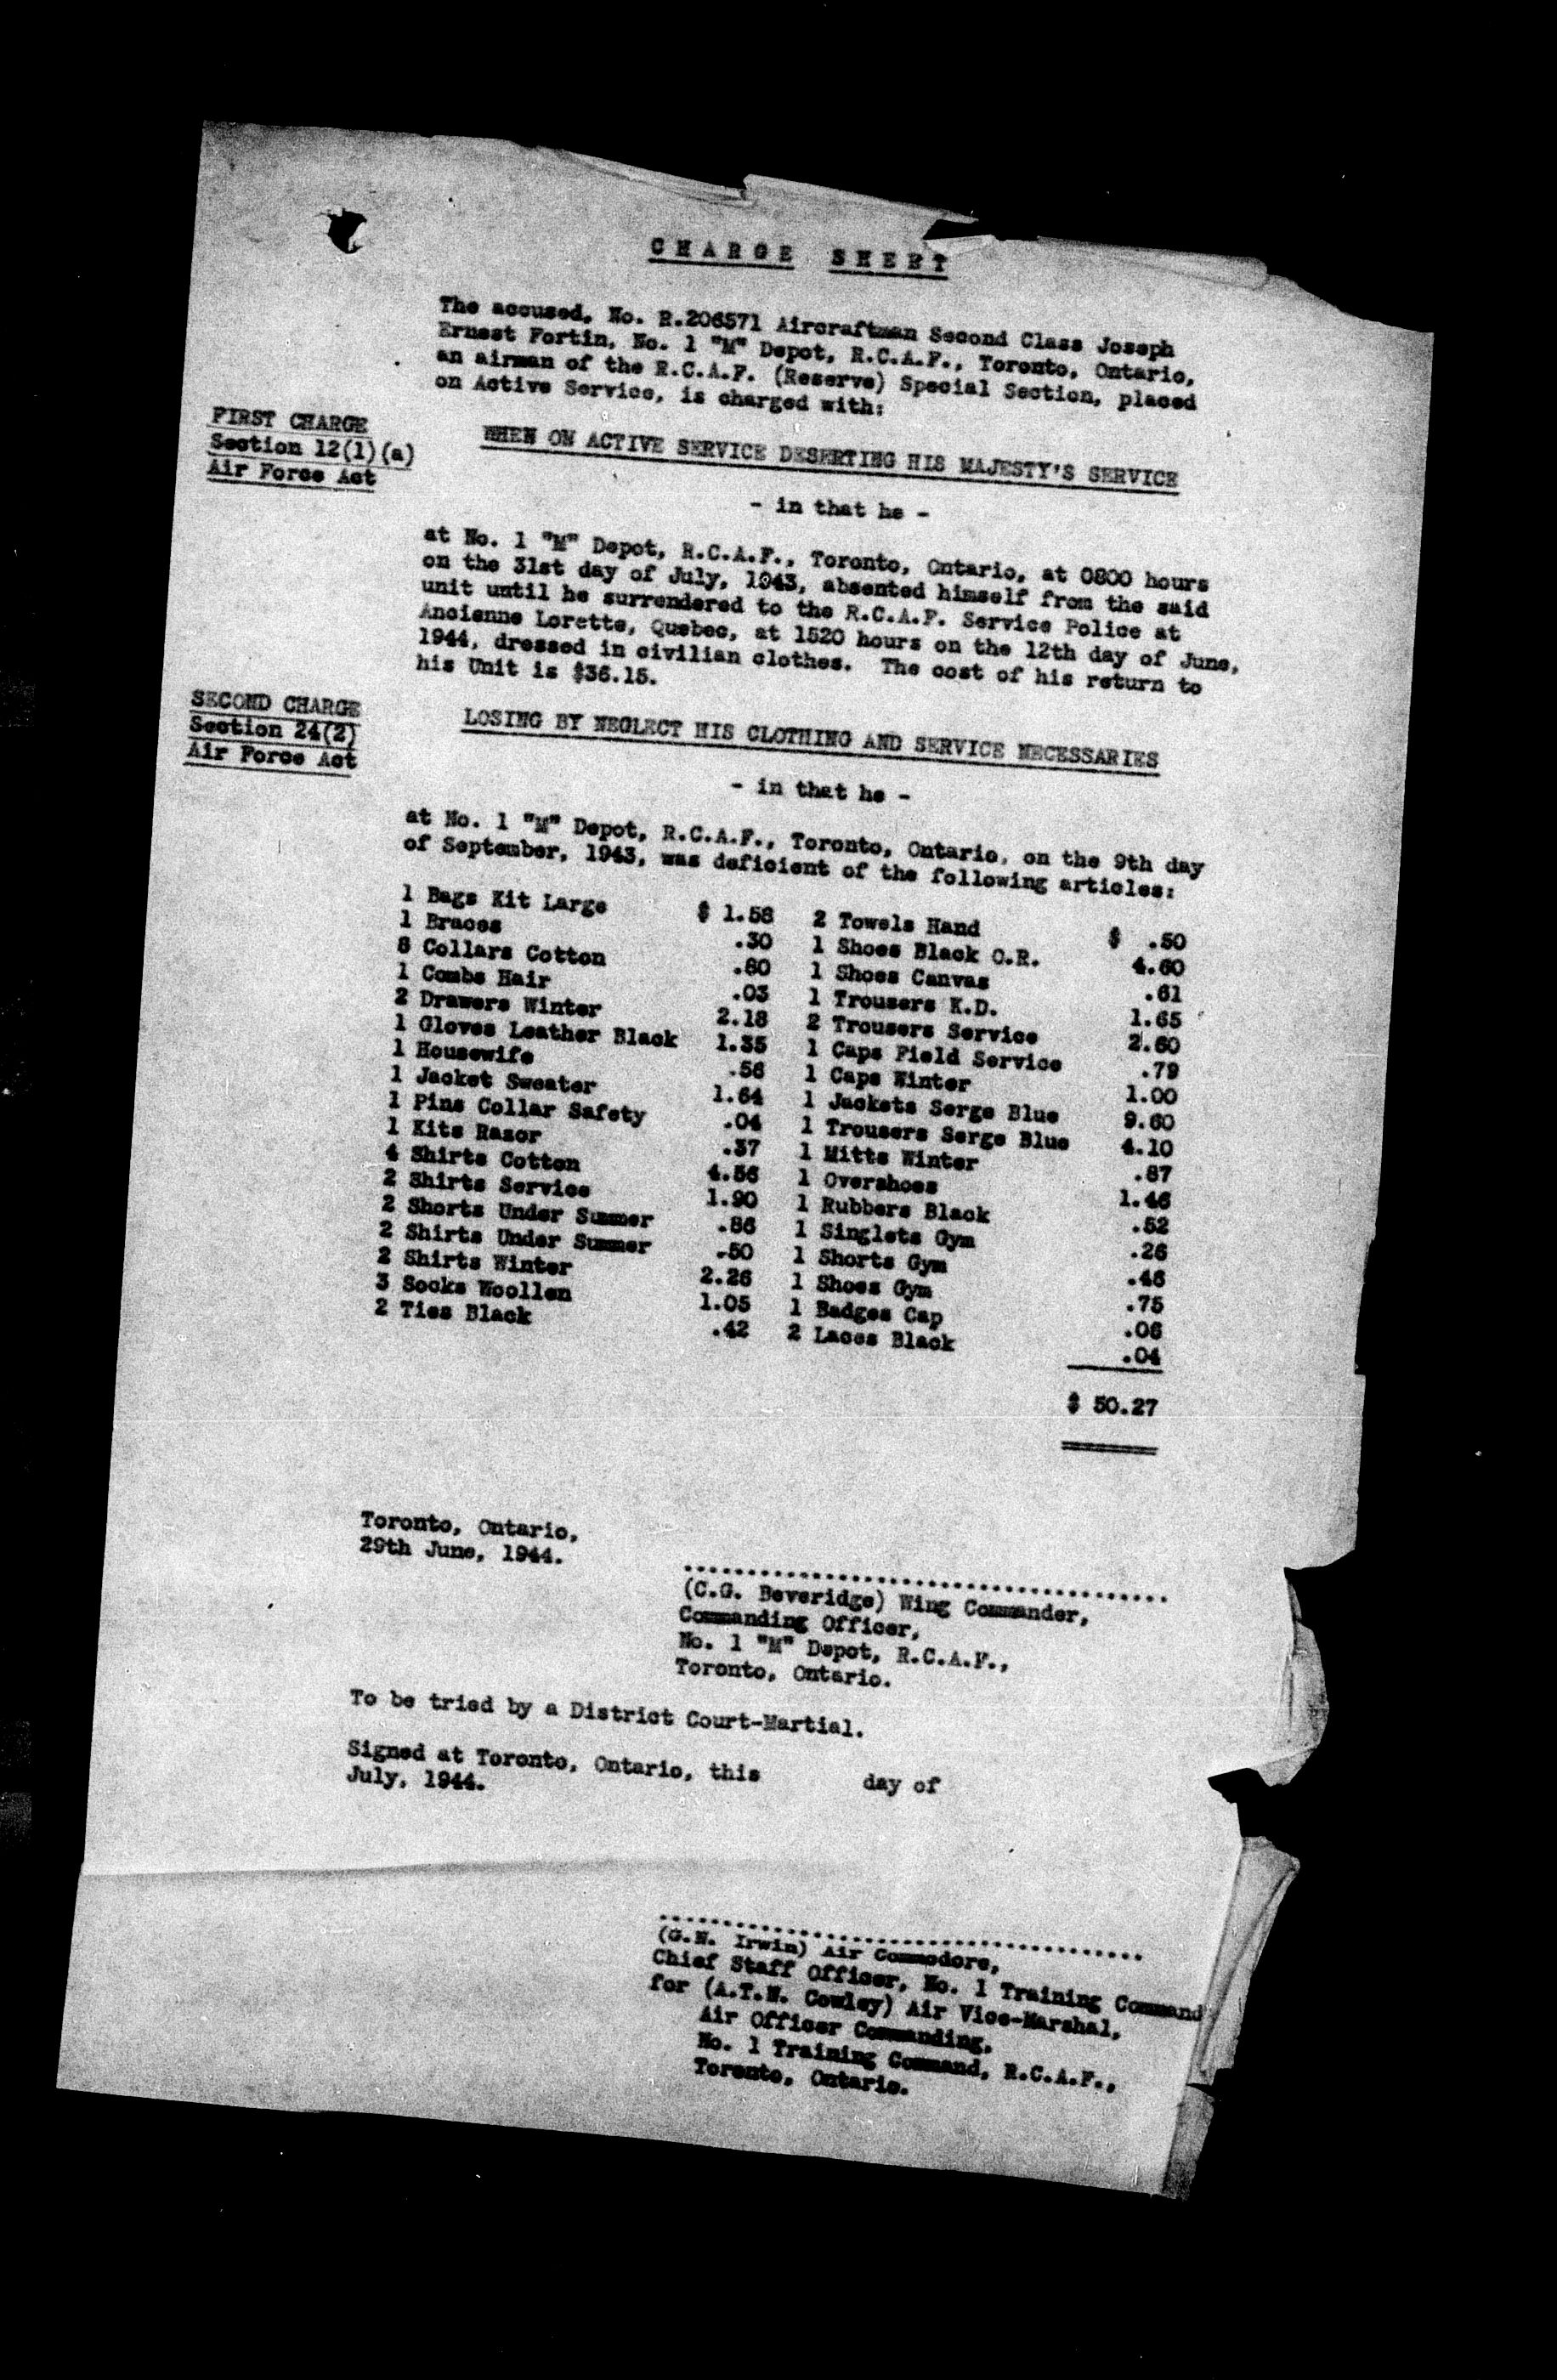 CHARGE SHEET
The accused, No. R.206571 Aircraftman Second Class Joseph
Ernest Fortin, No. 1 "M" Depot, R.C.A.F., Toronto, Ontario,
an airman of the R.C.A.F. (Reserve) Special Section, placed
on Active Service, is charged with:
FIRST CHARGE
Section 12(1)(a)
Air Force Act
WHEN ON ACTIVE SERVICE DESERTING HIS MAJESTY'S SERVICE
- in that he -
at No. 1 "M" Depot, R.C.A.F., Toronto, Ontario, at 0800 hours
on the 31st day of July, 1943, absented himself from the said
unit until he surrendered to the R.C.A.F. Service Police at
Ancienne Lorette, Quebec, at 1520 hours on the 12th day of June,
1944, dressed in civilian clothes. The cost of his return to
his Unit is $36.15.
SECOND CHARGE
Section 24(2)
Air Force Act
LOSING BY NEGLECT HIS CLOTHING AND SERVICE NECESSARIES
- in that he -
at No. 1 "M" Depot, R.C.A.F., Toronto, Ontario, on the 9th day
of September, 1943, was deficient of the following articles:
1 Bags Kit Large $ 1.58 2 Towels Hand $ .50
1 Braces .30 1 Shoes Black O.R. 4.60
8 Collars Cotton .80 1 Shoes Canvas .61
1 Combs Hair .03 1 Trousers K.D. 1.65
2 Drawers Winter 2.18 2 Trousers Service 2.60
1 Gloves Leather Black 1.35 1 Caps Field Service .79
1 Housewife .56 1 Caps Winter 1.00
1 Jacket Sweater 1.64 1 Jackets Serge Blue 9.60
1 Pins Collar Safety .04 1 Trousers Serge Blue 4.10
1 Kits Razor .37 1 Mitts Winter .87
4 Shirts Cotton 4.56 1 Overshoes 1.46
2 Shirts Service 1.90 1 Rubbers Black .52
2 Shorts Under Summer .86 1 Singlets Gym .26
2 Shirts Under Summer .50 1 Shorts Gym .46
2 Shirts Winter 2.26 1 Shoes Gym .75
3 Socks Woollen 1.05 1 Badges Cap .06
2 Ties Black .42 2 Laces Black .04
$ 50.27
Toronto, Ontario,
29th June, 1944.
(C.G. Beveridge) Wing Commander,
Commanding Officer,
No. 1 "M" Depot, R.C.A.F.,
Toronto, Ontario.
To be tried by a District Court-Martial.
Signed at Toronto, Ontario, this day of
July, 1944.
(G.N. Irwin) Air Commodore,
Chief Staff Officer, No. 1 Training Command
for (A.T.N. Cowley) Air Vice-Marshal,
Air Officer Commanding,
No. 1 Training Command, R.C.A.F.,
Toronto, Ontario.